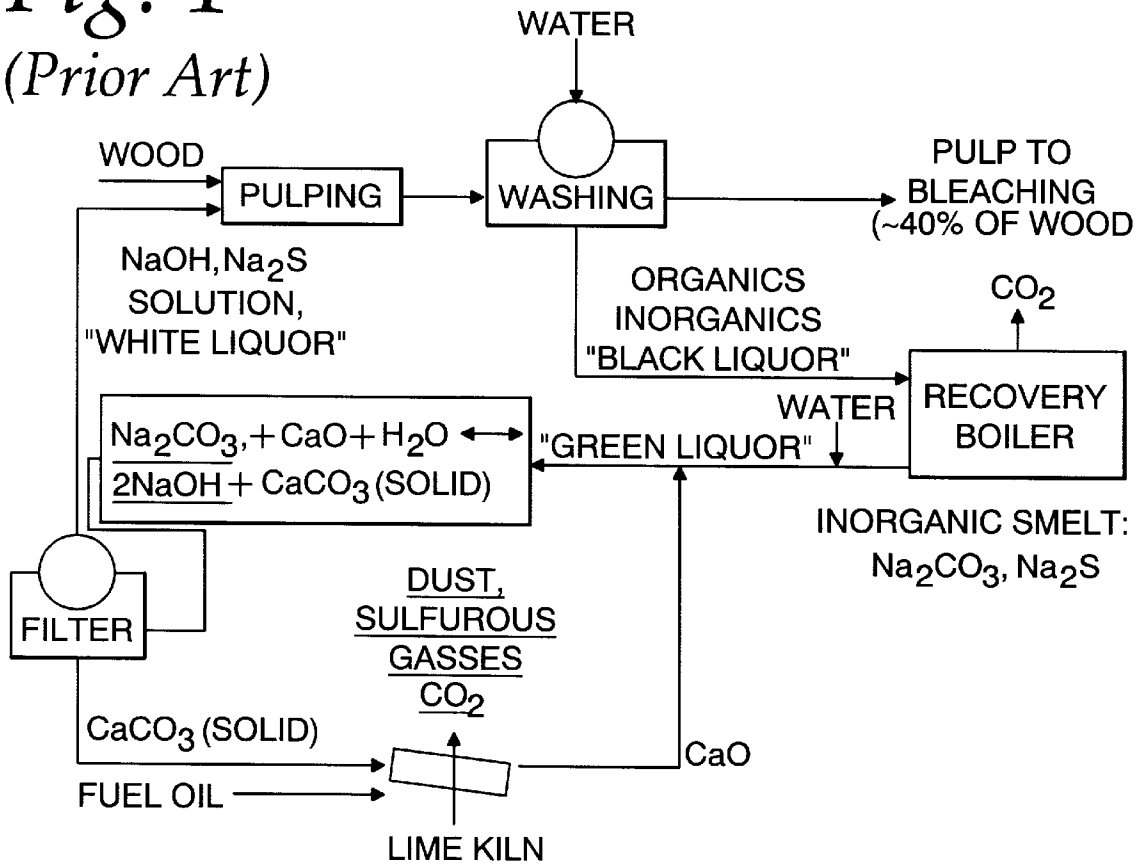 Fig. 1
(Prior Art)
WATER
WOOD
PULPING
WASHING
PULP TO
BLEACHING
(~40% OF WOOD
NaOH, Na₂S
SOLUTION,
"WHITE LIQUOR"
ORGANICS
INORGANICS
"BLACK LIQUOR"
CO₂
RECOVERY
BOILER
WATER
Na₂CO₃,+CaO+H₂O
2NaOH+CaCO₃(SOLID)
"GREEN LIQUOR"
INORGANIC SMELT:
Na₂CO₃, Na₂S
FILTER
DUST,
SULFUROUS
GASSES
CO₂
CaCO₃(SOLID)
CaO
FUEL OIL
LIME KILN